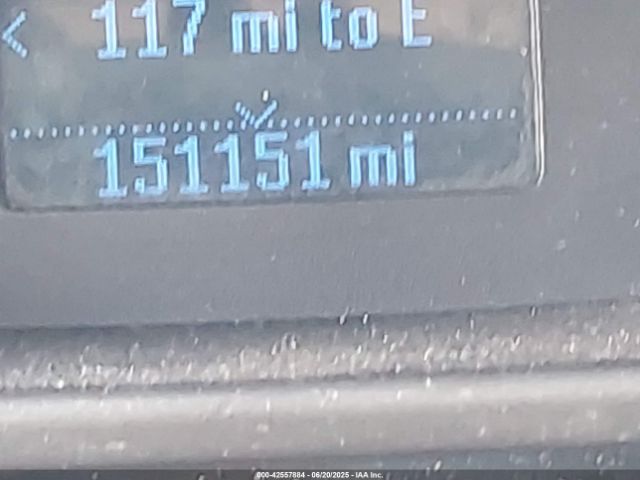 < 117 mi to E
151151 mi
000-42557884 - 06/20/2025 - IAA Inc.